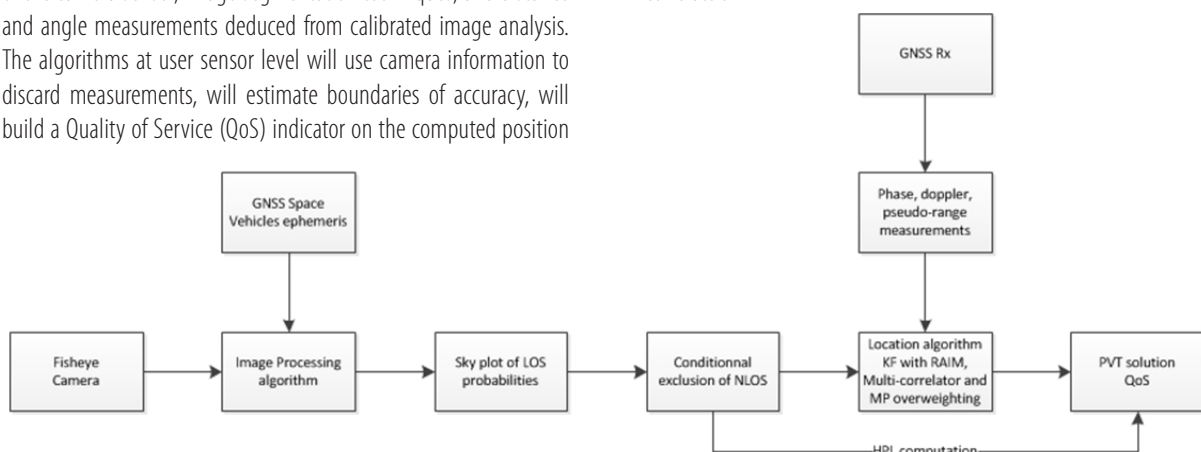 and angle measurements deduced from calibrated image analysis.
The algorithms at user sensor level will use camera information to
discard measurements, will estimate boundaries of accuracy, will
build a Quality of Service (QoS) indicator on the computed position
GNSS Rx
GNSS Space
Vehicles ephemeris
Phase, doppler,
pseudo-range
measurements
Fisheye
Camera
Image Processing
algorithm
Sky plot of LOS
probabilities
Conditionnal
exclusion of NLOS
Location algorithm
KF with RAIM,
Multi-correlator and
MP overweighting
PVT solution
QoS
HPL computation